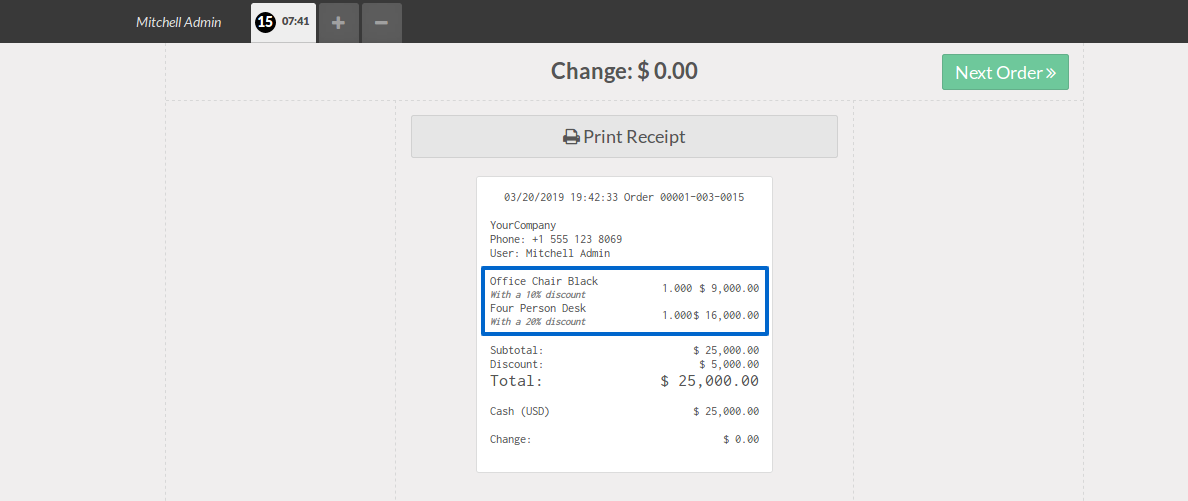 Mitchell Admin 15 07:41
Change: $ 0.00
Next Order
Print Receipt
03/20/2019 19:42:33 Order 00001-003-0015
YourCompany
Phone: +1 555 123 8069
User: Mitchell Admin
Office Chair Black 1.000 $ 9,000.00
With a 10% discount
Four Person Desk 1.000$ 16,000.00
With a 20% discount
Subtotal: $ 25,000.00
Discount: $ 5,000.00
Total: $ 25,000.00
Cash (USD) $ 25,000.00
Change: $ 0.00